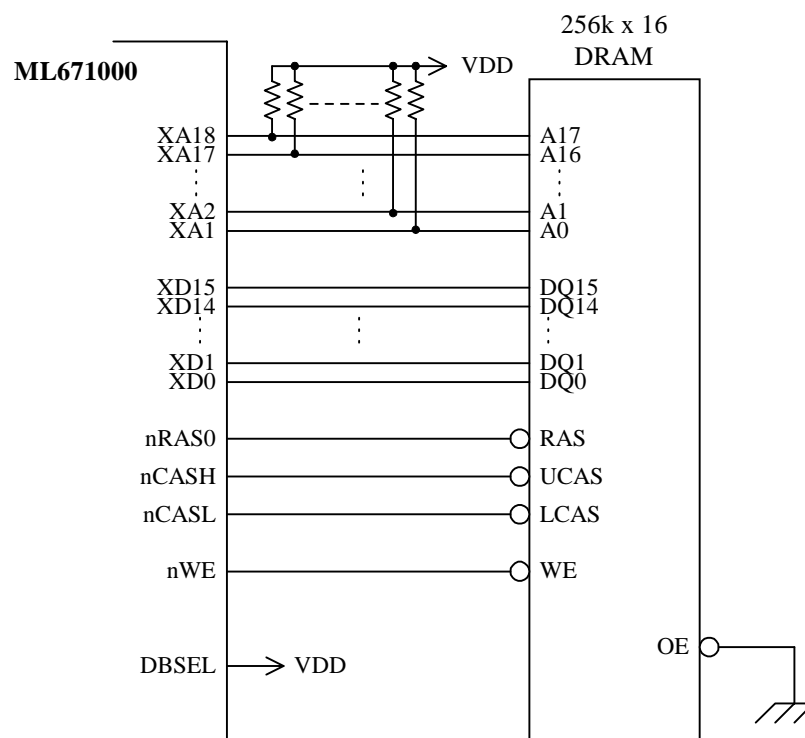 256k x 16
DRAM
ML671000
VDD
XA18 A17
XA17 A16
XA2 A1
XA1 A0
XD15 DQ15
XD14 DQ14
XD1 DQ1
XD0 DQ0
nRAS0 RAS
nCASH UCAS
nCASL LCAS
nWE WE
OE
DBSEL VDD